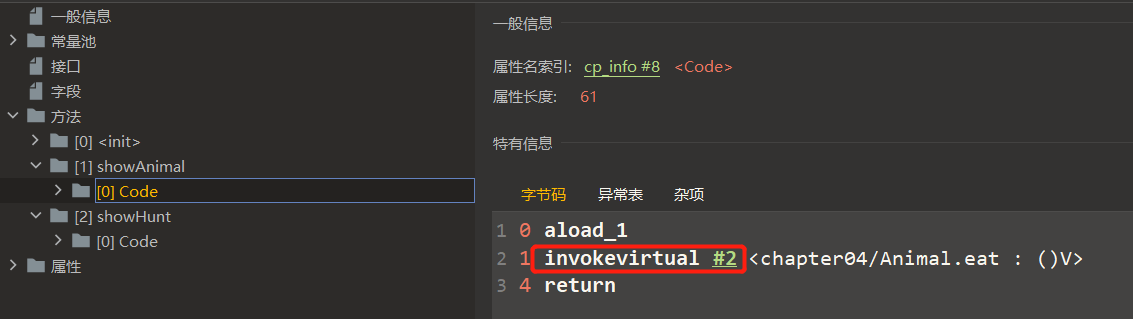 一般信息
常量池
接口
字段
方法
[0] <init>
[1] showAnimal
[0] Code
[2] showHunt
[0] Code
属性
一般信息
属性名索引: cp_info #8 <Code>
属性长度: 61
特有信息
字节码 异常表 杂项
1 0 aload_1
2 1 invokevirtual #2 <chapter04/Animal.eat : ()V>
3 4 return